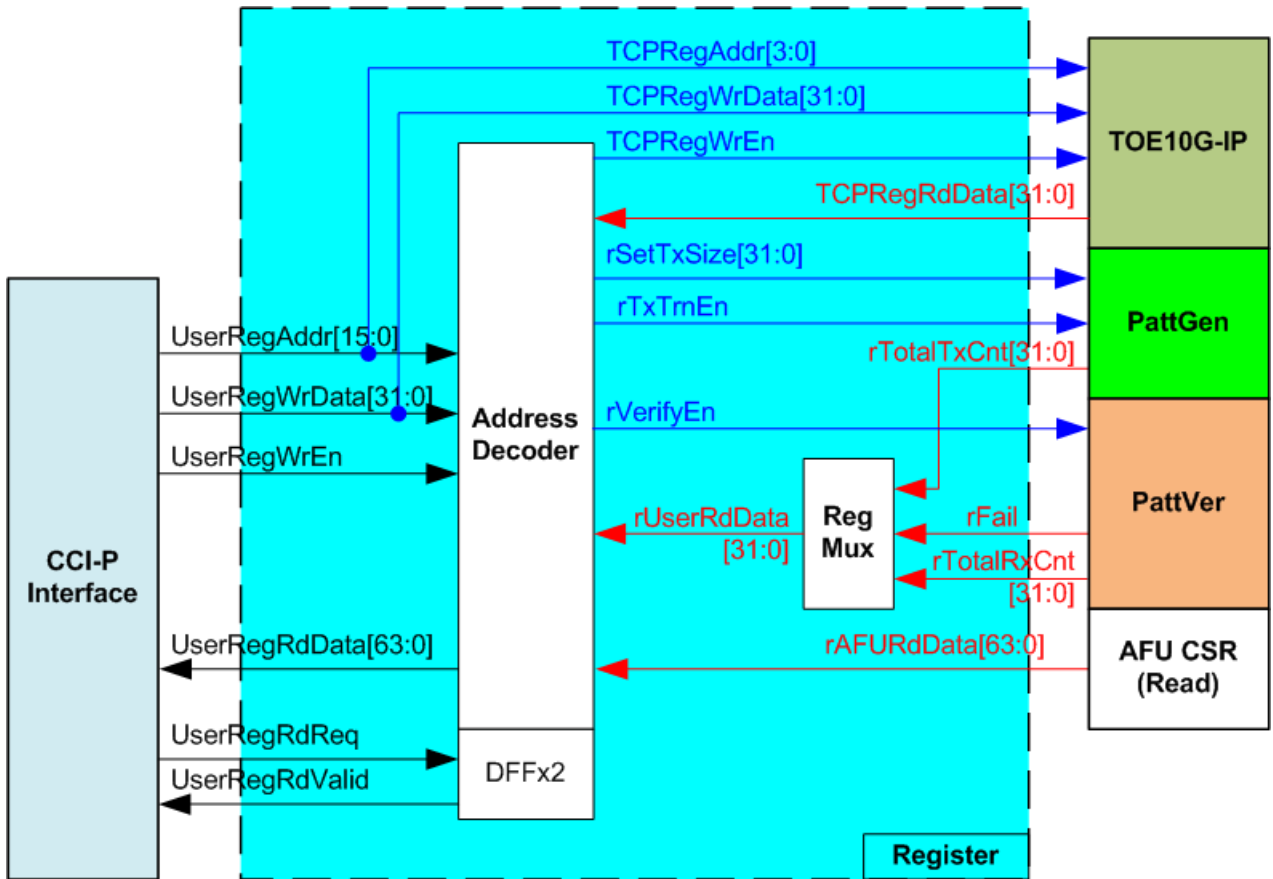 TCPRegAddr[3:0]
TCPRegWrData[31:0]
TCPRegWrEn
TCPRegRdData[31:0]
TOE10G-IP
rSetTxSize[31:0]
rTxTrnEn
rTotalTxCnt[31:0]
PattGen
UserRegAddr[15:0]
UserRegWrData[31:0]
UserRegWrEn
Address
Decoder
rVerifyEn
rUserRdData
[31:0]
Reg
Mux
rFail
rTotalRxCnt
[31:0]
PattVer
CCI-P
Interface
UserRegRdData[63:0]
rAFURdData[63:0]
AFU CSR
(Read)
UserRegRdReq
UserRegRdValid
DFFx2
Register